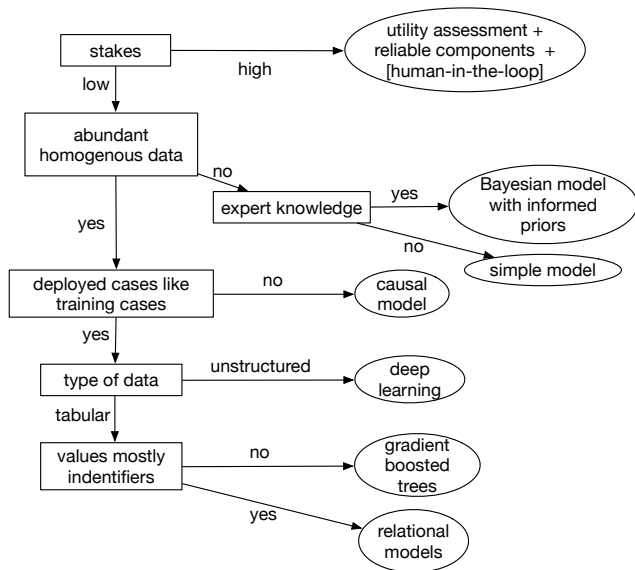 stakes
utility assessment +
reliable components +
[human-in-the-loop]
high
low
abundant
homogenous data
no
expert knowledge
yes
Bayesian model
with informed
priors
no
simple model
yes
deployed cases like
training cases
no
causal
model
yes
type of data
unstructured
deep
learning
tabular
values mostly
indentifiers
no
gradient
boosted
trees
yes
relational
models